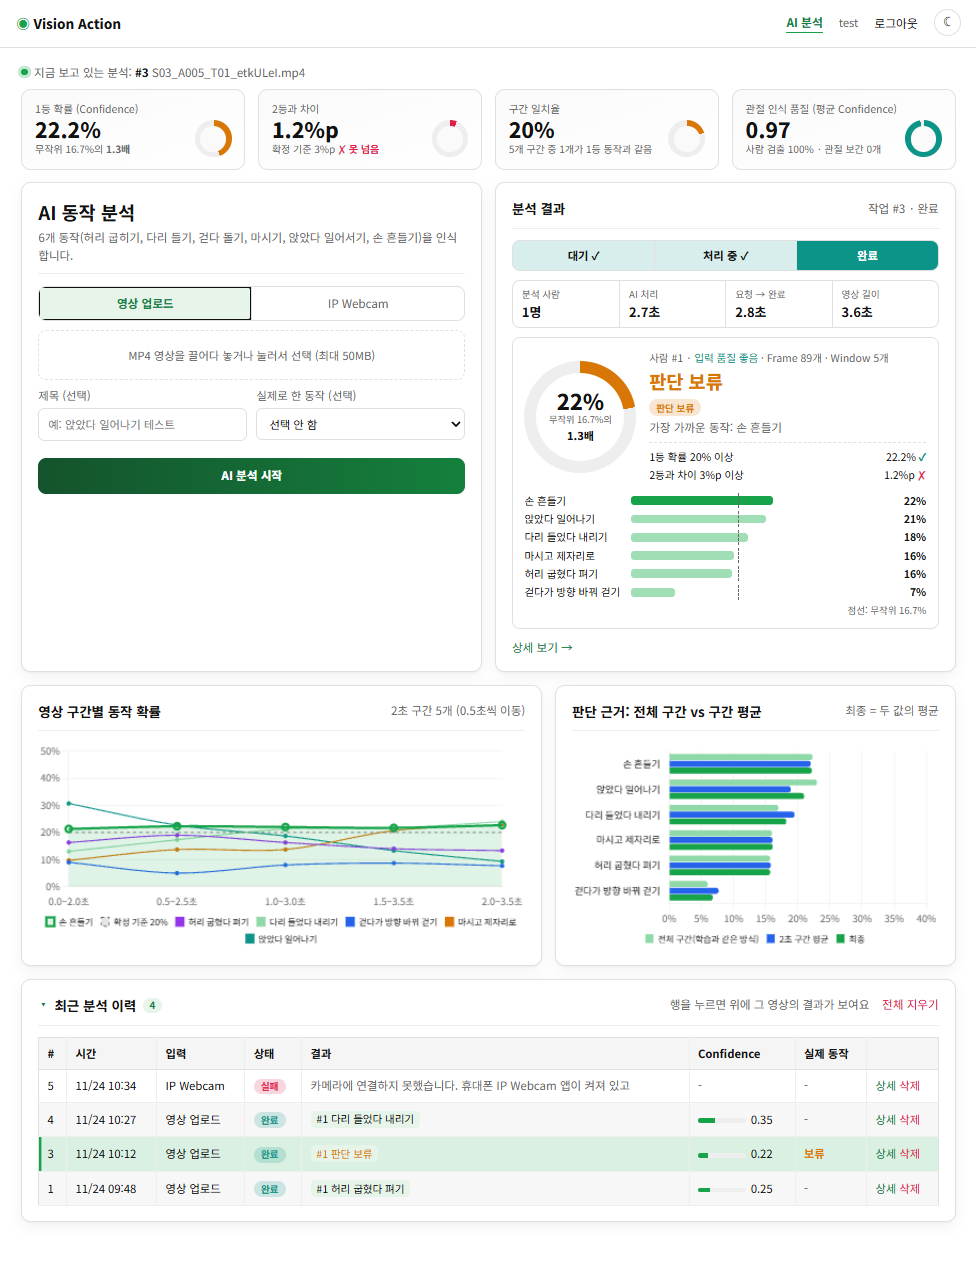 Vision Action
AI 분석 test 로그아웃
지금 보고 있는 분석: #3 S03_A005_T01_etkULeI.mp4
1등 확률 (Confidence)
22.2%
무작위 16.7%의 1.3배
2등과 차이
1.2%p
확정 기준 3%p ✗ 못 넘음
구간 일치율
20%
5개 구간 중 1개가 1등 동작과 같음
관절 인식 품질 (평균 Confidence)
0.97
사람 검출 100% · 관절 보간 0개
AI 동작 분석
6개 동작(허리 굽히기, 다리 들기, 걷다 돌기, 마시기, 앉았다 일어서기, 손 흔들기)을 인식
합니다.
영상 업로드 IP Webcam
MP4 영상을 끌어다 놓거나 눌러서 선택 (최대 50MB)
제목 (선택) 실제로 한 동작 (선택)
예: 앉았다 일어나기 테스트 선택 안 함
AI 분석 시작
분석 결과 작업 #3 · 완료
대기 ✓ 처리 중 ✓ 완료
분석 사람 AI 처리 요청 → 완료 영상 길이
1명 2.7초 2.8초 3.6초
22%
무작위 16.7%의
1.3배
사람 #1 · 입력 품질 좋음 · Frame 89개 · Window 5개
판단 보류
판단 보류
가장 가까운 동작: 손 흔들기
1등 확률 20% 이상 22.2% ✓
2등과 차이 3%p 이상 1.2%p ✗
손 흔들기 22%
앉았다 일어나기 21%
다리 들었다 내리기 18%
마시고 제자리로 16%
허리 굽혔다 펴기 16%
걷다가 방향 바꿔 걷기 7%
점선: 무작위 16.7%
상세 보기 →
영상 구간별 동작 확률 2초 구간 5개 (0.5초씩 이동)
50%
40%
30%
20%
10%
0%
0.0~2.0초 0.5~2.5초 1.0~3.0초 1.5~3.5초 2.0~3.5초
손 흔들기 확정 기준 20% 허리 굽혔다 펴기 다리 들었다 내리기 걷다가 방향 바꿔 걷기 마시고 제자리로
앉았다 일어나기
판단 근거: 전체 구간 vs 구간 평균 최종 = 두 값의 평균
손 흔들기
앉았다 일어나기
다리 들었다 내리기
마시고 제자리로
허리 굽혔다 펴기
걷다가 방향 바꿔 걷기
0% 5% 10% 15% 20% 25% 30% 35% 40%
전체 구간(학습과 같은 방식) 2초 구간 평균 최종
최근 분석 이력 4 행을 누르면 위에 그 영상의 결과가 보여요 전체 지우기
# 시간 입력 상태 결과 Confidence 실제 동작
5 11/24 10:34 IP Webcam 실패 카메라에 연결하지 못했습니다. 휴대폰 IP Webcam 앱이 켜져 있고 - - 상세 삭제
4 11/24 10:27 영상 업로드 완료 #1 다리 들었다 내리기 0.35 - 상세 삭제
3 11/24 10:12 영상 업로드 완료 #1 판단 보류 0.22 보류 상세 삭제
1 11/24 09:48 영상 업로드 완료 #1 허리 굽혔다 펴기 0.25 - 상세 삭제